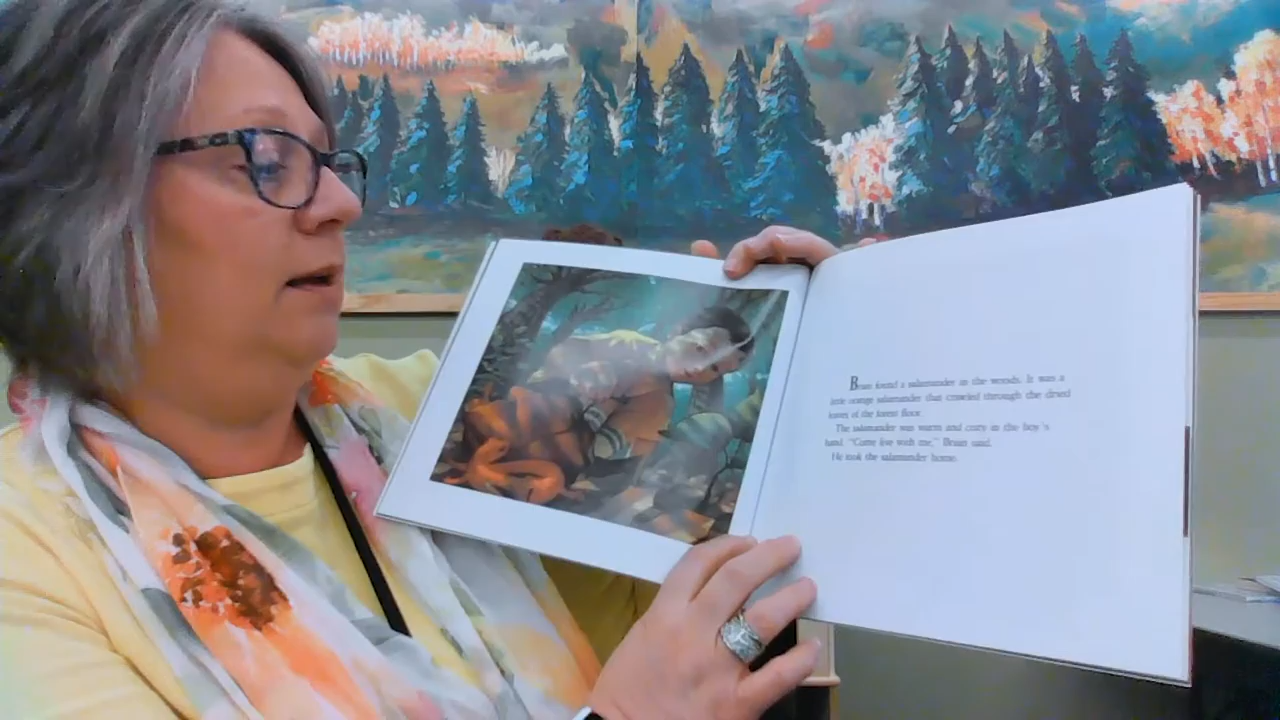 Brian found a salamander in the woods. It was a
little orange salamander that crawled through the dried
leaves of the forest floor.
The salamander was warm and cozy in the boy's
hand. "Come live with me," Brian said.
He took the salamander home.